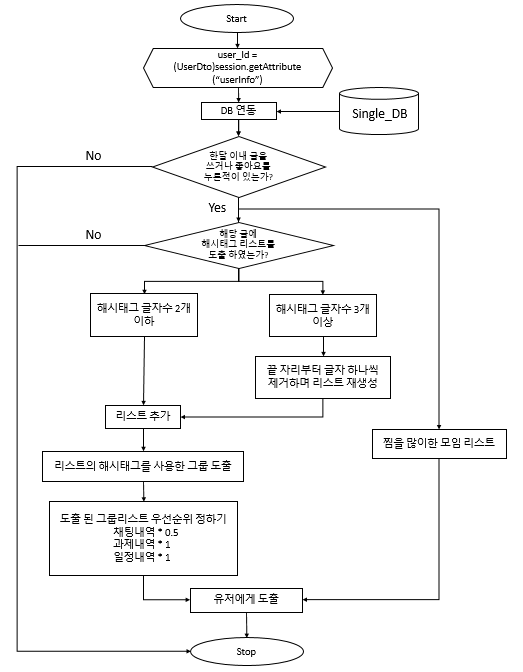 Start
user_Id =
(UserDto)session.getAttribute
(“userInfo”)
DB 연동
Single_DB
한달 이내 글을
쓰거나 좋아요를
누른적이 있는가?
No
Yes
해당 글에
해시태그 리스트를
도출 하였는가?
No
해시태그 글자수 2개
이하
해시태그 글자수 3개
이상
끝 자리부터 글자 하나씩
제거하며 리스트 재생성
리스트 추가
찜을 많이한 모임 리스트
리스트의 해시태그를 사용한 그룹 도출
도출 된 그룹리스트 우선순위 정하기
채팅내역 * 0.5
과제내역 * 1
일정내역 * 1
유저에게 도출
Stop